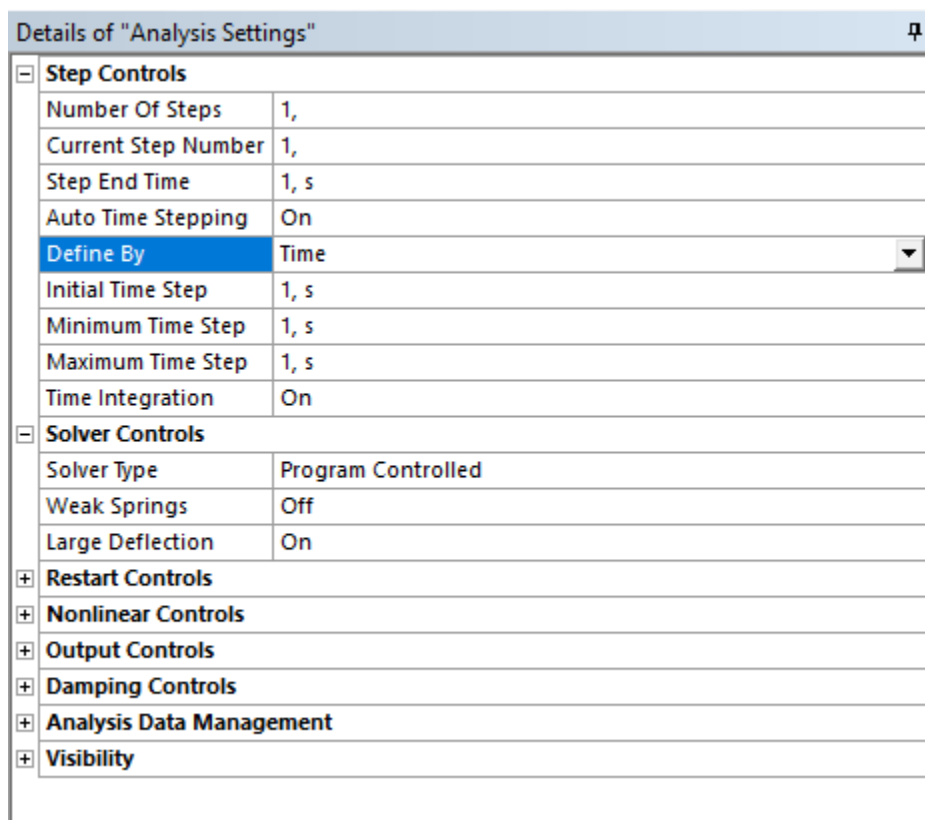 Details of "Analysis Settings"
Step Controls
Number Of Steps 1,
Current Step Number 1,
Step End Time 1, s
Auto Time Stepping On
Define By Time
Initial Time Step 1, s
Minimum Time Step 1, s
Maximum Time Step 1, s
Time Integration On
Solver Controls
Solver Type Program Controlled
Weak Springs Off
Large Deflection On
Restart Controls
Nonlinear Controls
Output Controls
Damping Controls
Analysis Data Management
Visibility